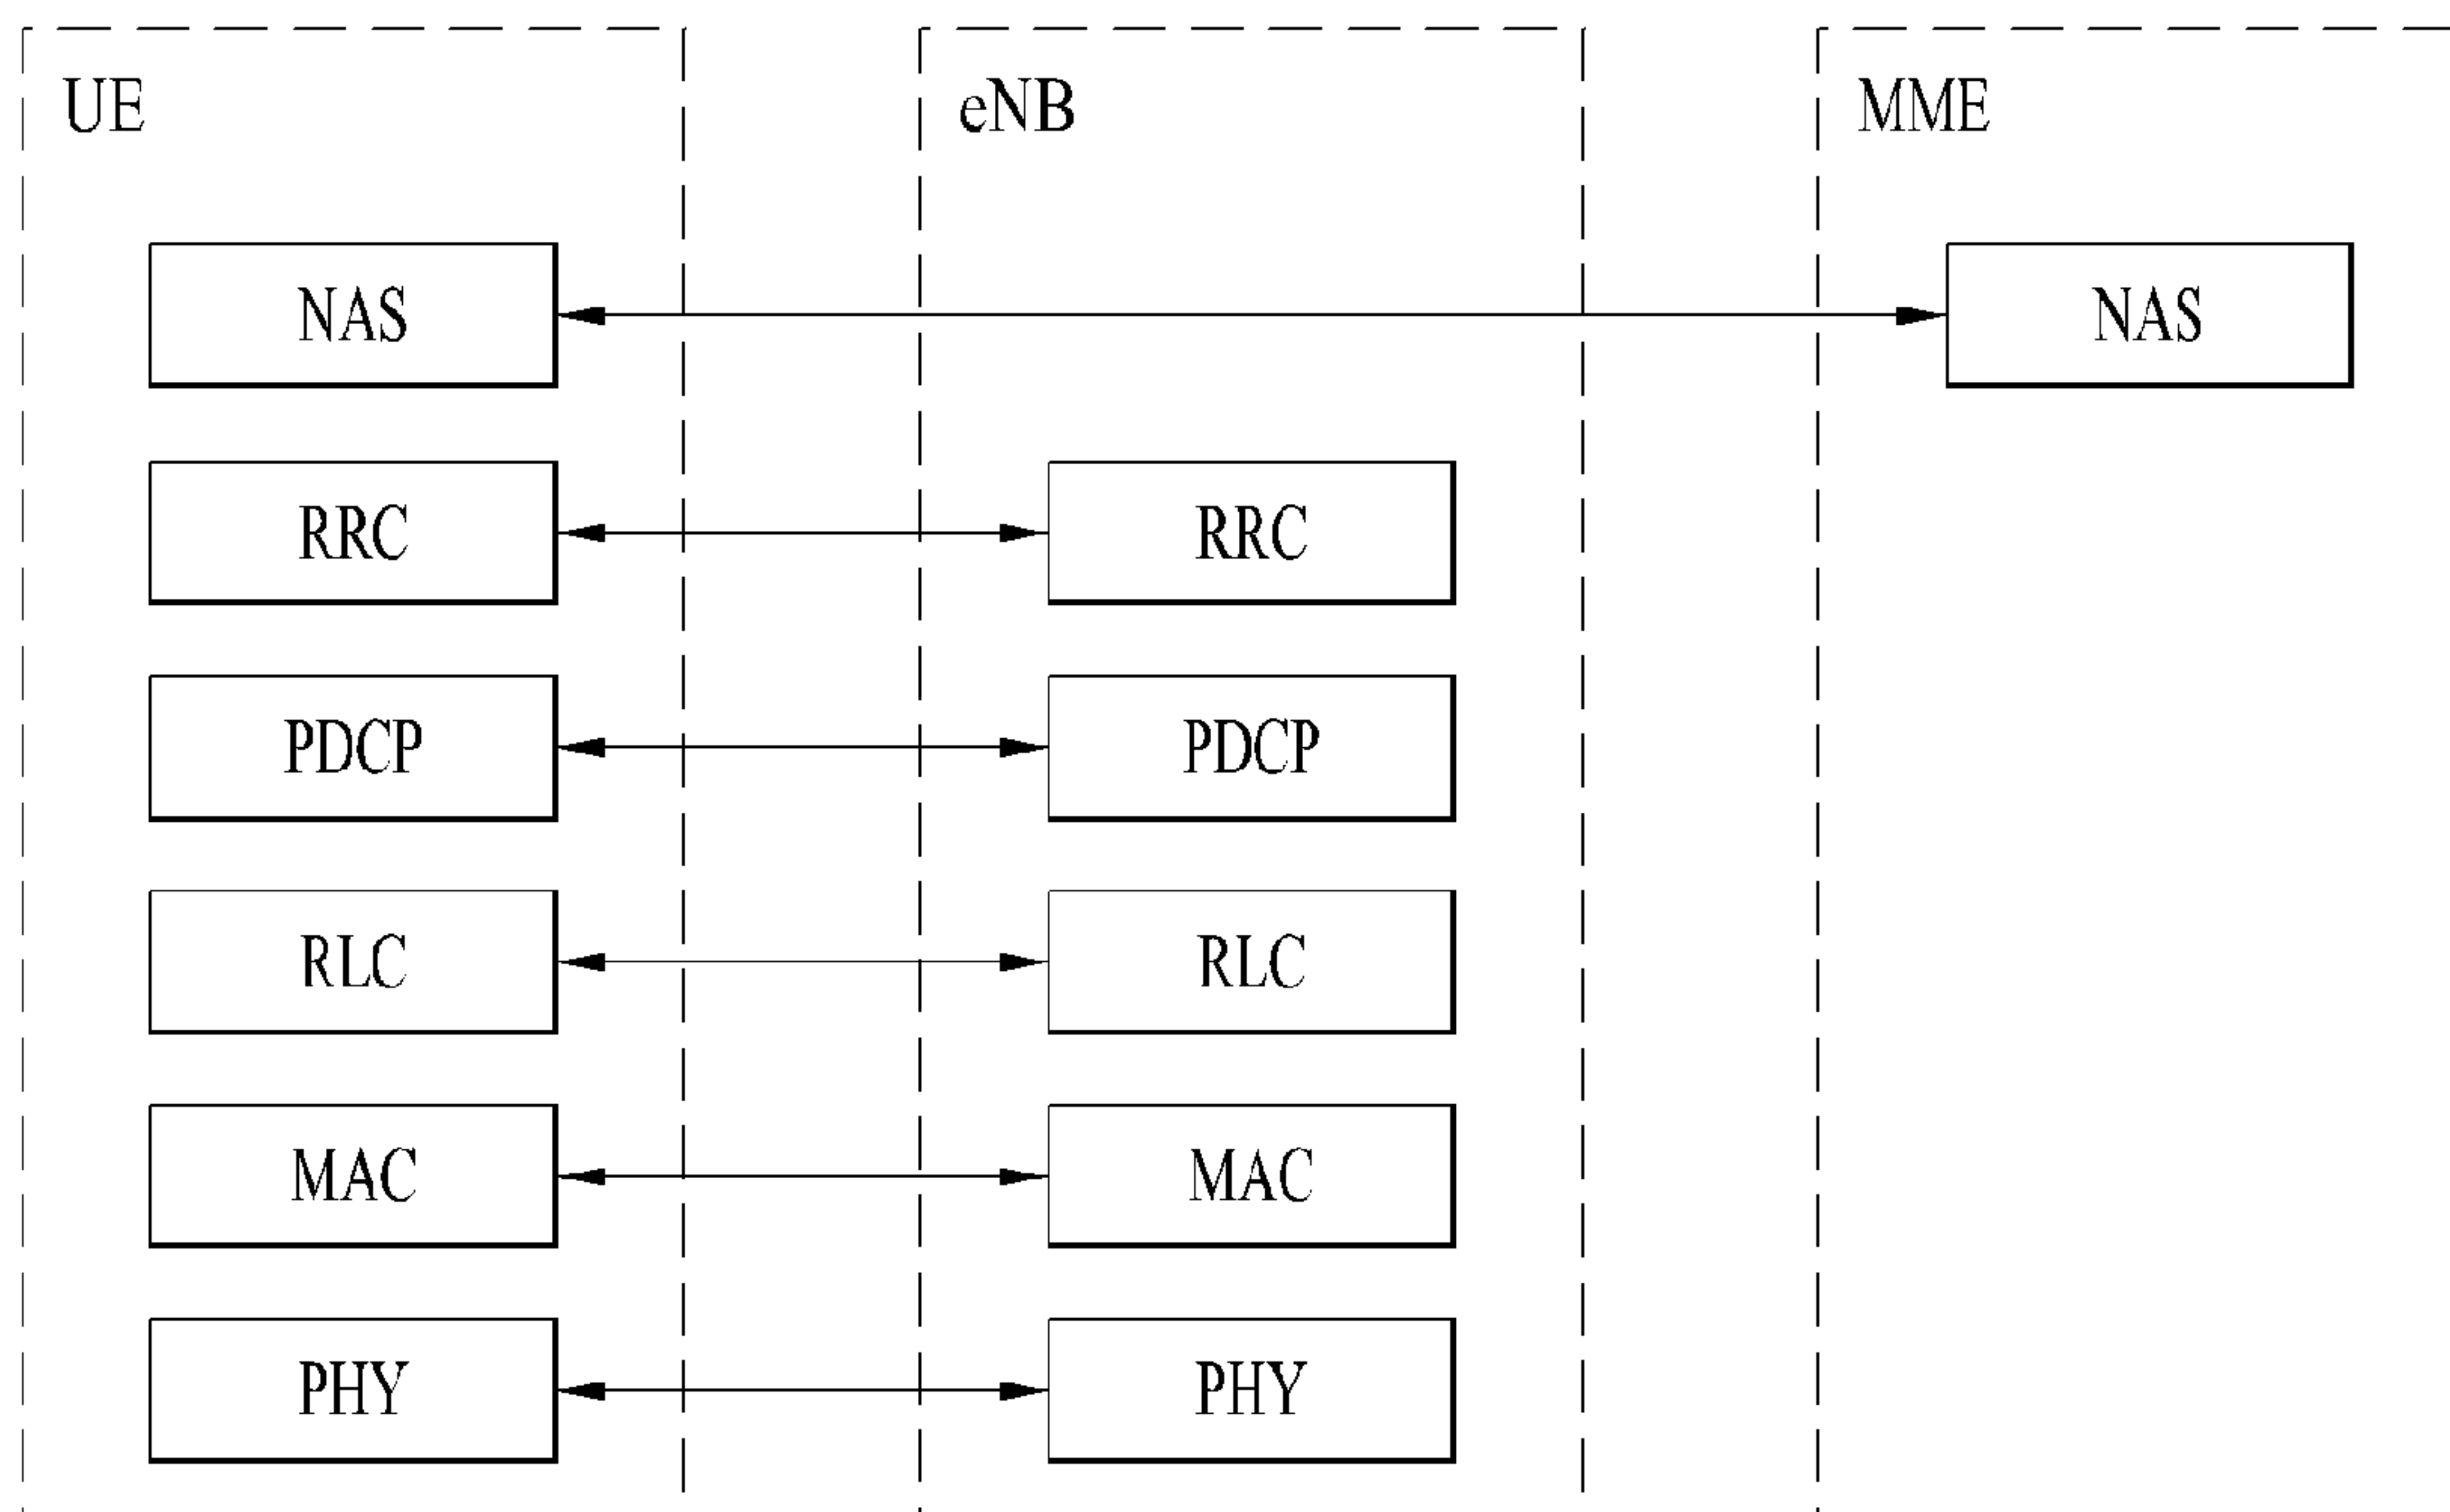 UE eNB MME
NAS NAS
RRC RRC
PDCP PDCP
RLC RLC
MAC MAC
PHY PHY